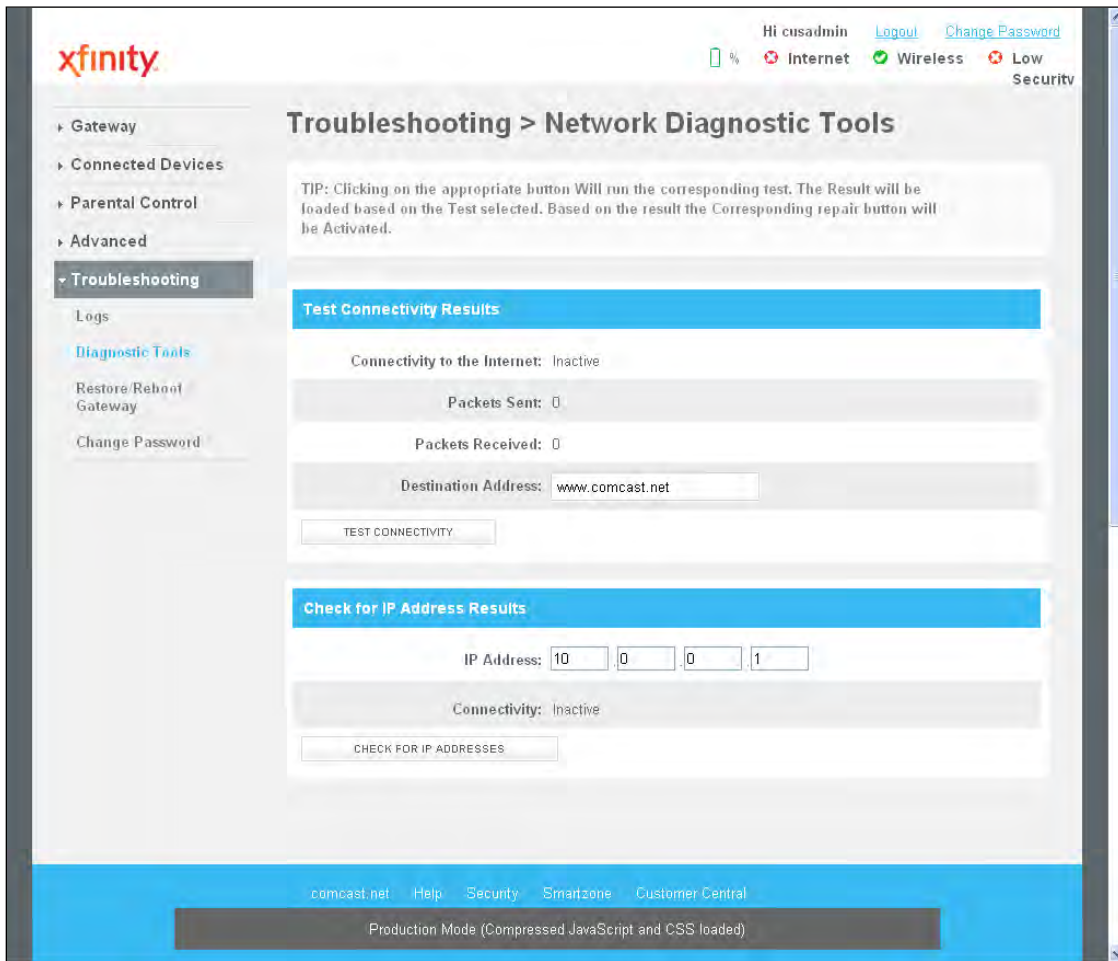 Hi cusadmin Logout Change Password
xfinity
% Internet Wireless Low
Security
Gateway
Connected Devices
Parental Control
Advanced
Troubleshooting
Logs
Diagnostic Tools
Restore/Reboot
Gateway
Change Password
Troubleshooting > Network Diagnostic Tools
TIP: Clicking on the appropriate button Will run the corresponding test. The Result will be
loaded based on the Test selected. Based on the result the Corresponding repair button will
be Activated.
Test Connectivity Results
Connectivity to the Internet: Inactive
Packets Sent: 0
Packets Received: 0
Destination Address: www.comcast.net
TEST CONNECTIVITY
Check for IP Address Results
IP Address: 10 .0 .0 .1
Connectivity: Inactive
CHECK FOR IP ADDRESSES
comcast.net Help Security Smartzone Customer Central
Production Mode (Compressed JavaScript and CSS loaded)